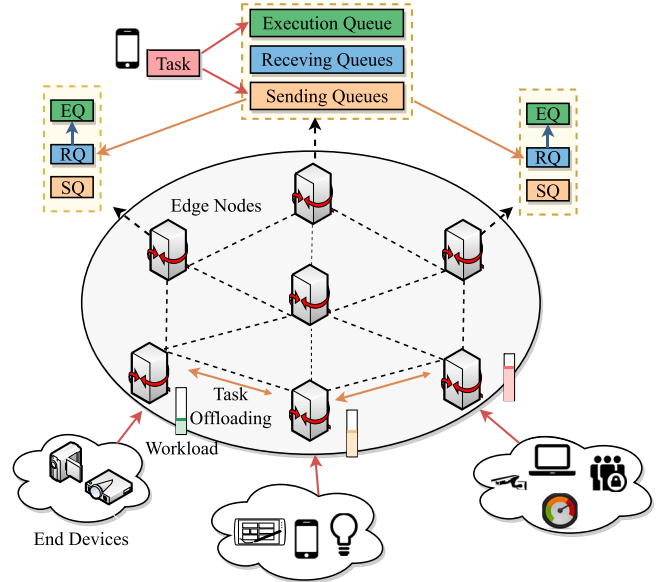 Execution Queue
Task
Receving Queues
Sending Queues
EQ
RQ
SQ
EQ
RQ
SQ
Edge Nodes
Task
Offloading
Workload
End Devices